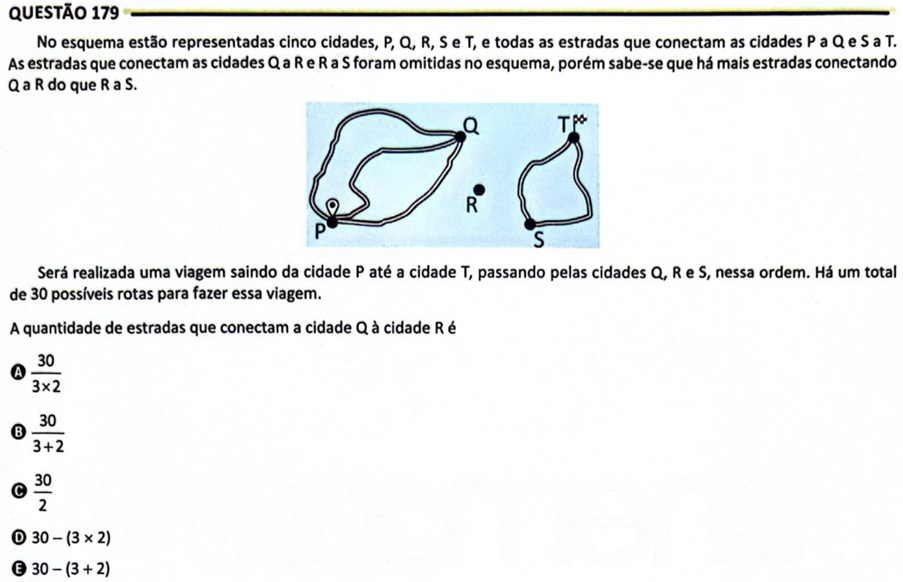 QUESTÃO 179
No esquema estão representadas cinco cidades, P, Q, R, S e T, e todas as estradas que conectam as cidades P a Q e S a T.
As estradas que conectam as cidades Q a R e R a S foram omitidas no esquema, porém sabe-se que há mais estradas conectando
Q a R do que R a S.
Q
T
R
P
S
Será realizada uma viagem saindo da cidade P até a cidade T, passando pelas cidades Q, R e S, nessa ordem. Há um total
de 30 possíveis rotas para fazer essa viagem.
A quantidade de estradas que conectam a cidade Q à cidade R é
A 30
3×2
B 30
3+2
C 30
2
D 30 – (3 × 2)
E 30 – (3 + 2)